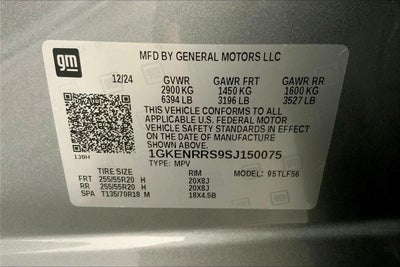 gm
MFD BY GENERAL MOTORS LLC
12/24 GVWR GAWR FRT GAWR RR
2900 KG 1450 KG 1600 KG
6394 LB 3196 LB 3527 LB
THIS VEHICLE CONFORMS TO ALL
APPLICABLE U.S. FEDERAL MOTOR
VEHICLE SAFETY AND THEFT PREVENTION
STANDARDS IN EFFECT ON THE DATE OF
MANUFACTURE SHOWN ABOVE.
130H 1GKENRRS9SJ150075
TYPE: MPV
TIRE SIZE RIM MODEL: 95TLF56
FRT 255/55R20 H 20X8J
RR 255/55R20 H 20X8J
SPA T135/70R18 M 18X4.5B